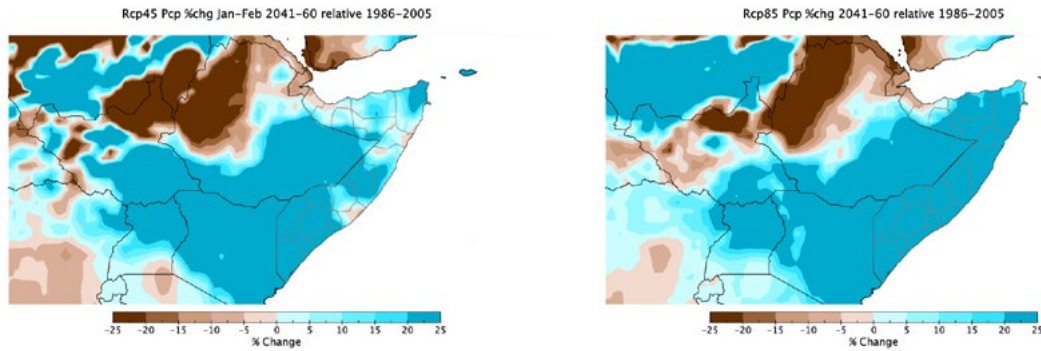 Rcp45 Pcp %chg Jan-Feb 2041-60 relative 1986-2005
-25 -20 -15 -10 -5 0 5 10 15 20 25
% Change
Rcp85 Pcp %chg 2041-60 relative 1986-2005
-25 -20 -15 -10 -5 0 5 10 15 20 25
% Change